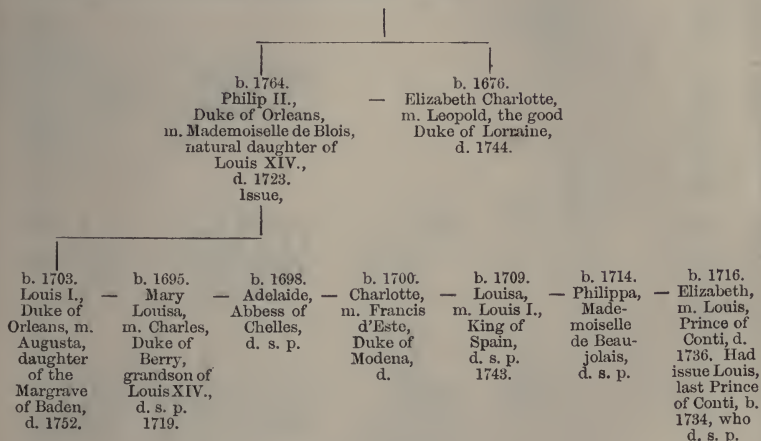 b. 1764.
Philip II.,
Duke of Orleans,
m. Mademoiselle de Blois,
natural daughter of
Louis XIV.,
d. 1723.
Issue,
—
b. 1676.
Elizabeth Charlotte,
m. Leopold, the good
Duke of Lorraine,
d. 1744.
b. 1703.
Louis I.,
Duke of
Orleans, m.
Augusta,
daughter
of the
Margrave
of Baden,
d. 1752.
—
b. 1695.
Mary
Louisa,
m. Charles,
Duke of
Berry,
grandson of
Louis XIV.,
d. s. p.
1719.
—
b. 1698.
Adelaide,
Abbess of
Chelles,
d. s. p.
—
b. 1700.
Charlotte,
m. Francis
d'Este,
Duke of
Modena,
d.
—
b. 1709.
Louisa,
m. Louis I.,
King of
Spain,
d. s. p.
1743.
—
b. 1714.
Philippa,
Made-
moiselle
de Beau-
jolais,
d. s. p.
—
b. 1716.
Elizabeth,
m. Louis,
Prince of
Conti, d.
1736. Had
issue Louis,
last Prince
of Conti, b.
1734, who
d. s. p.